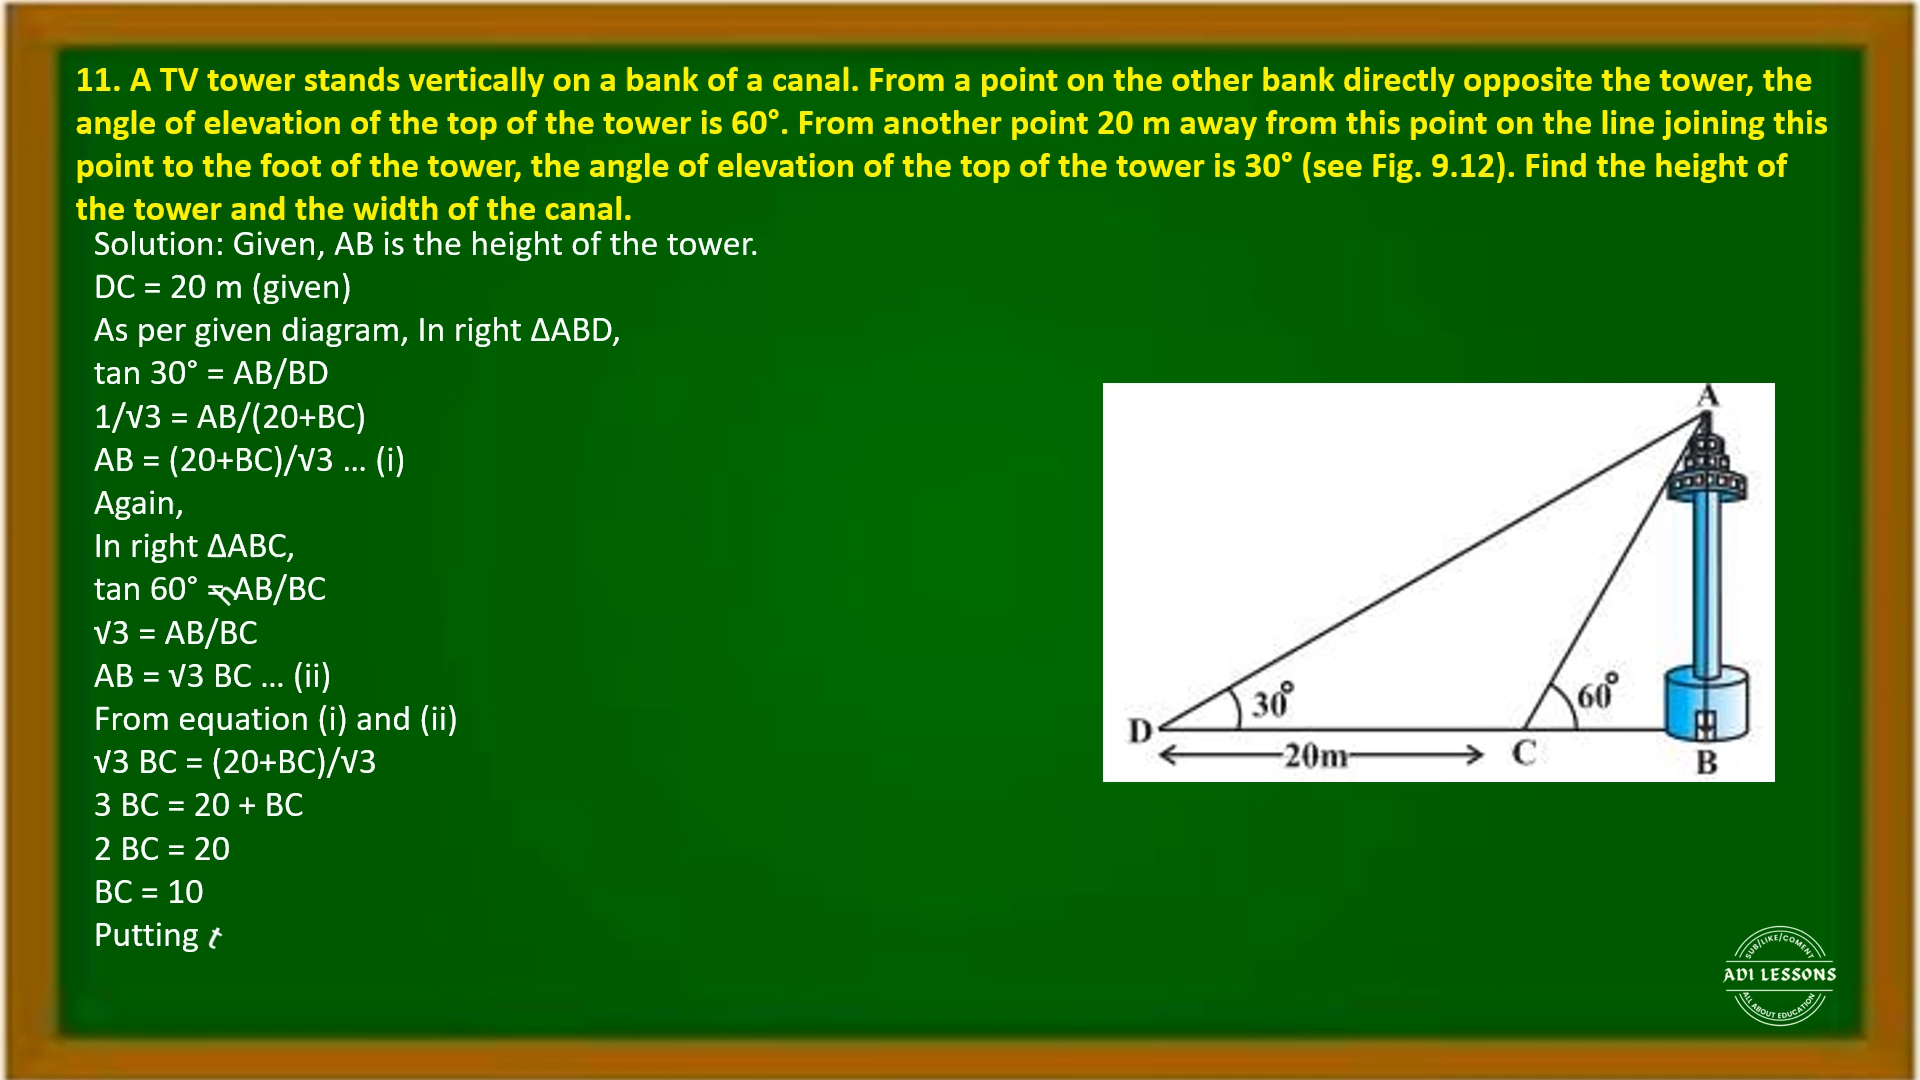 11. A TV tower stands vertically on a bank of a canal. From a point on the other bank directly opposite the tower, the
angle of elevation of the top of the tower is 60°. From another point 20 m away from this point on the line joining this
point to the foot of the tower, the angle of elevation of the top of the tower is 30° (see Fig. 9.12). Find the height of
the tower and the width of the canal.
Solution: Given, AB is the height of the tower.
DC = 20 m (given)
As per given diagram, In right ΔABD,
tan 30° = AB/BD
1/√3 = AB/(20+BC)
AB = (20+BC)/√3 … (i)
Again,
In right ΔABC,
tan 60° = AB/BC
√3 = AB/BC
AB = √3 BC … (ii)
From equation (i) and (ii)
√3 BC = (20+BC)/√3
3 BC = 20 + BC
2 BC = 20
BC = 10
Putting t
A
30°
60°
D
20m
C
B
SUB/LIKE/COMENT
ADI LESSONS
ALL ABOUT EDUCATION